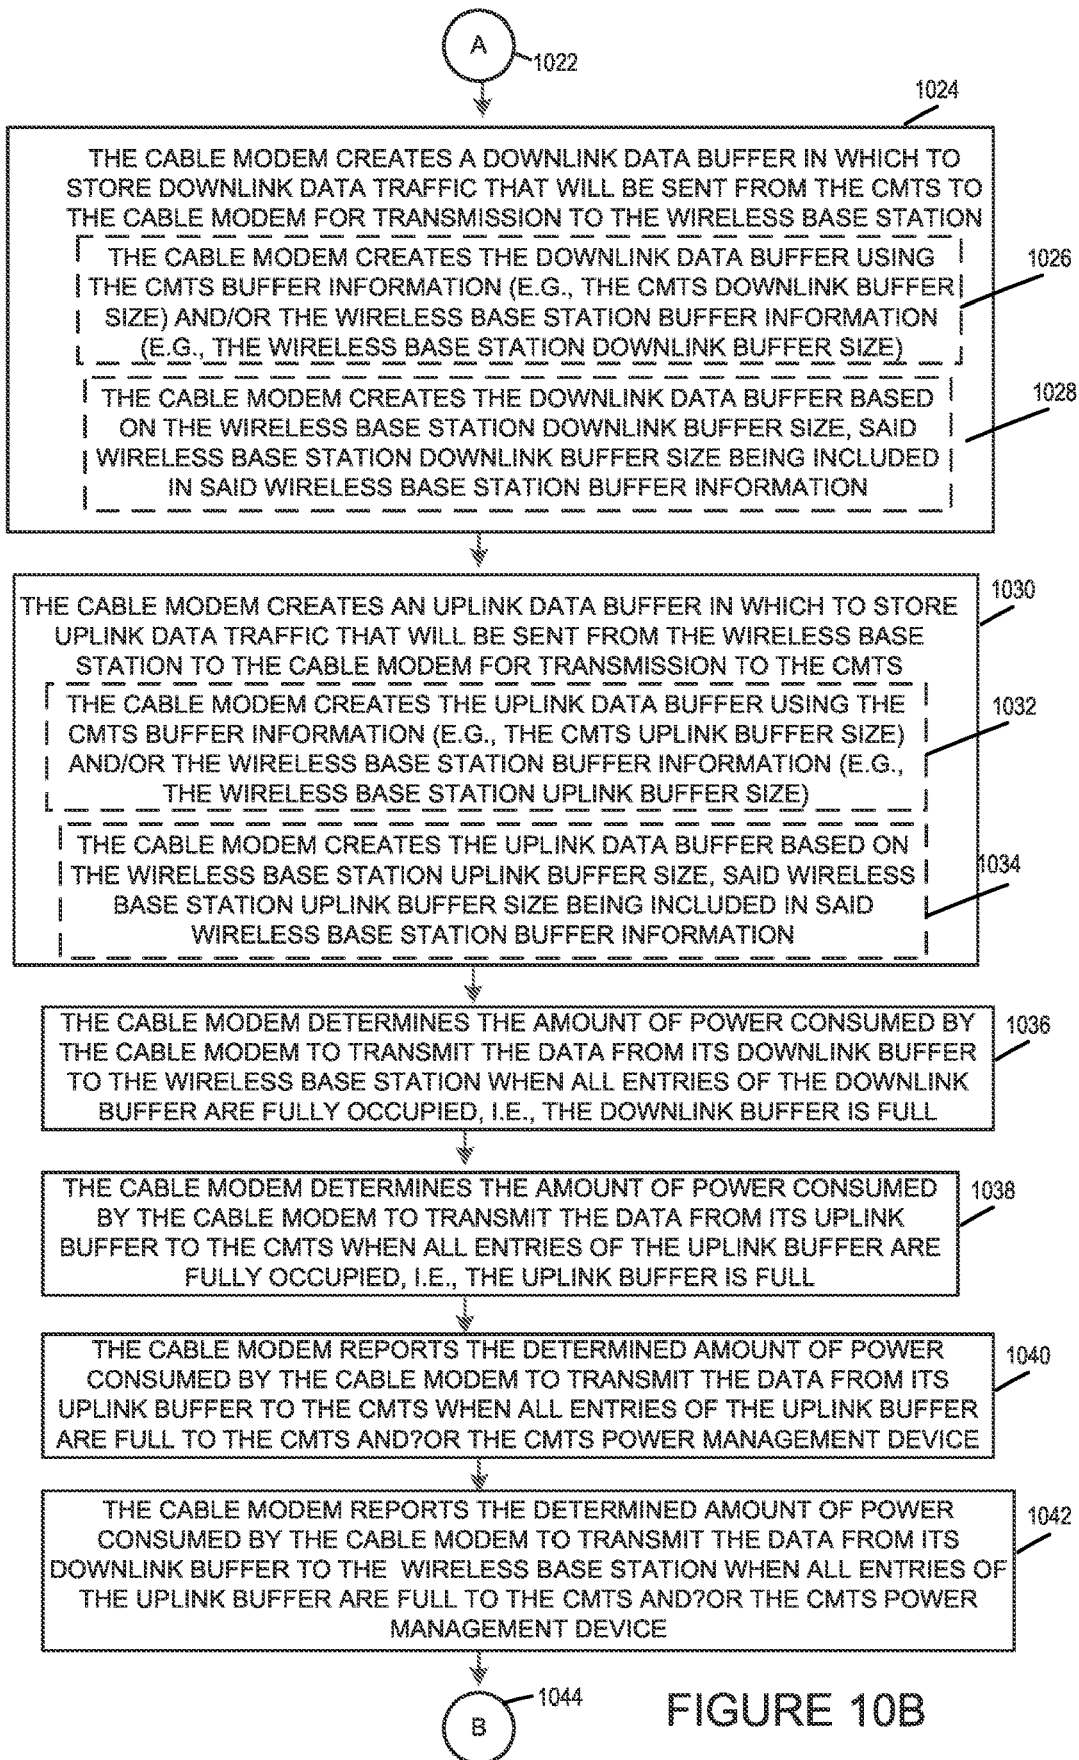 A
1022
1024
THE CABLE MODEM CREATES A DOWNLINK DATA BUFFER IN WHICH TO
STORE DOWNLINK DATA TRAFFIC THAT WILL BE SENT FROM THE CMTS TO
THE CABLE MODEM FOR TRANSMISSION TO THE WIRELESS BASE STATION
THE CABLE MODEM CREATES THE DOWNLINK DATA BUFFER USING
THE CMTS BUFFER INFORMATION (E.G., THE CMTS DOWNLINK BUFFER
SIZE) AND/OR THE WIRELESS BASE STATION BUFFER INFORMATION
(E.G., THE WIRELESS BASE STATION DOWNLINK BUFFER SIZE)
1026
THE CABLE MODEM CREATES THE DOWNLINK DATA BUFFER BASED
ON THE WIRELESS BASE STATION DOWNLINK BUFFER SIZE, SAID
WIRELESS BASE STATION DOWNLINK BUFFER SIZE BEING INCLUDED
IN SAID WIRELESS BASE STATION BUFFER INFORMATION
1028
THE CABLE MODEM CREATES AN UPLINK DATA BUFFER IN WHICH TO STORE
UPLINK DATA TRAFFIC THAT WILL BE SENT FROM THE WIRELESS BASE
STATION TO THE CABLE MODEM FOR TRANSMISSION TO THE CMTS
1030
THE CABLE MODEM CREATES THE UPLINK DATA BUFFER USING THE
CMTS BUFFER INFORMATION (E.G., THE CMTS UPLINK BUFFER SIZE)
AND/OR THE WIRELESS BASE STATION BUFFER INFORMATION (E.G.,
THE WIRELESS BASE STATION UPLINK BUFFER SIZE)
1032
THE CABLE MODEM CREATES THE UPLINK DATA BUFFER BASED ON
THE WIRELESS BASE STATION UPLINK BUFFER SIZE, SAID WIRELESS
BASE STATION UPLINK BUFFER SIZE BEING INCLUDED IN SAID
WIRELESS BASE STATION BUFFER INFORMATION
1034
THE CABLE MODEM DETERMINES THE AMOUNT OF POWER CONSUMED BY
THE CABLE MODEM TO TRANSMIT THE DATA FROM ITS DOWNLINK BUFFER
TO THE WIRELESS BASE STATION WHEN ALL ENTRIES OF THE DOWNLINK
BUFFER ARE FULLY OCCUPIED, I.E., THE DOWNLINK BUFFER IS FULL
1036
THE CABLE MODEM DETERMINES THE AMOUNT OF POWER CONSUMED
BY THE CABLE MODEM TO TRANSMIT THE DATA FROM ITS UPLINK
BUFFER TO THE CMTS WHEN ALL ENTRIES OF THE UPLINK BUFFER ARE
FULLY OCCUPIED, I.E., THE UPLINK BUFFER IS FULL
1038
THE CABLE MODEM REPORTS THE DETERMINED AMOUNT OF POWER
CONSUMED BY THE CABLE MODEM TO TRANSMIT THE DATA FROM ITS
UPLINK BUFFER TO THE CMTS WHEN ALL ENTRIES OF THE UPLINK BUFFER
ARE FULL TO THE CMTS AND?OR THE CMTS POWER MANAGEMENT DEVICE
1040
THE CABLE MODEM REPORTS THE DETERMINED AMOUNT OF POWER
CONSUMED BY THE CABLE MODEM TO TRANSMIT THE DATA FROM ITS
DOWNLINK BUFFER TO THE WIRELESS BASE STATION WHEN ALL ENTRIES OF
THE UPLINK BUFFER ARE FULL TO THE CMTS AND?OR THE CMTS POWER
MANAGEMENT DEVICE
1042
B
1044
FIGURE 10B